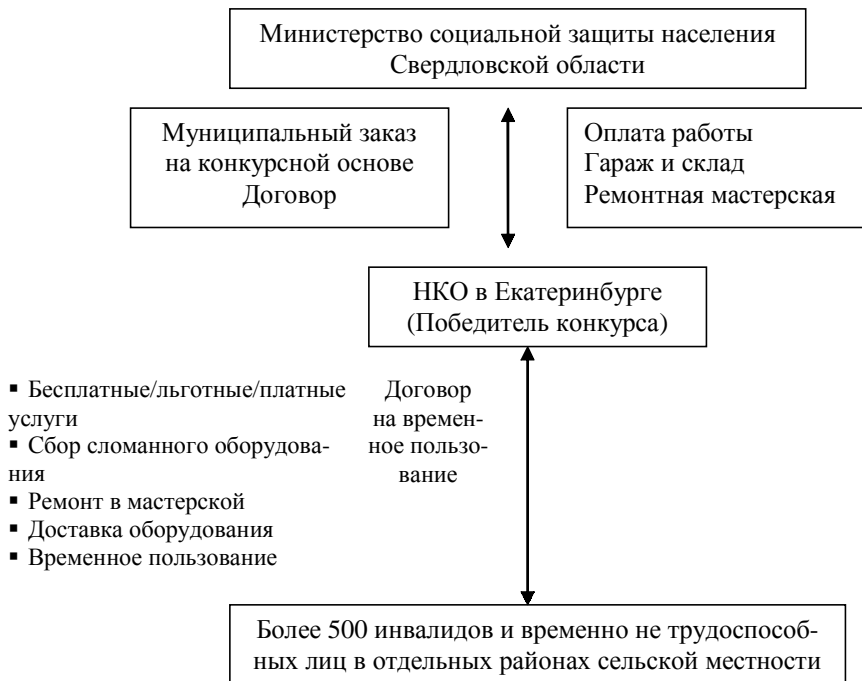 Министерство социальной защиты населения
Свердловской области
Муниципальный заказ
на конкурсной основе
Договор
Оплата работы
Гараж и склад
Ремонтная мастерская
НКО в Екатеринбурге
(Победитель конкурса)
▪ Бесплатные/льготные/платные
услуги
▪ Сбор сломанного оборудова-
ния
▪ Ремонт в мастерской
▪ Доставка оборудования
▪ Временное пользование
Договор
на времен-
ное пользо-
вание
Более 500 инвалидов и временно не трудоспособ-
ных лиц в отдельных районах сельской местности